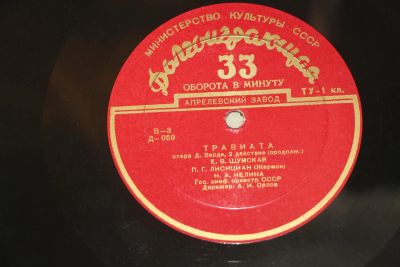 МИНИСТЕРСТВО КУЛЬТУРЫ СССР
Долгоиграющая
33
ОБОРОТА В МИНУТУ
АПРЕЛЕВСКИЙ ЗАВОД
ТУ-1 кл.
В—3
Д—059
ТРАВИАТА
опера Д. Верди, 2 действие (продолж.)
Е. В. ШУМСКАЯ
П. Г. ЛИСИЦИАН (Жермон)
Н. А. НЕЛИНА
Гос. симф. оркестр СССР
Дирижер: А. И. Орлов